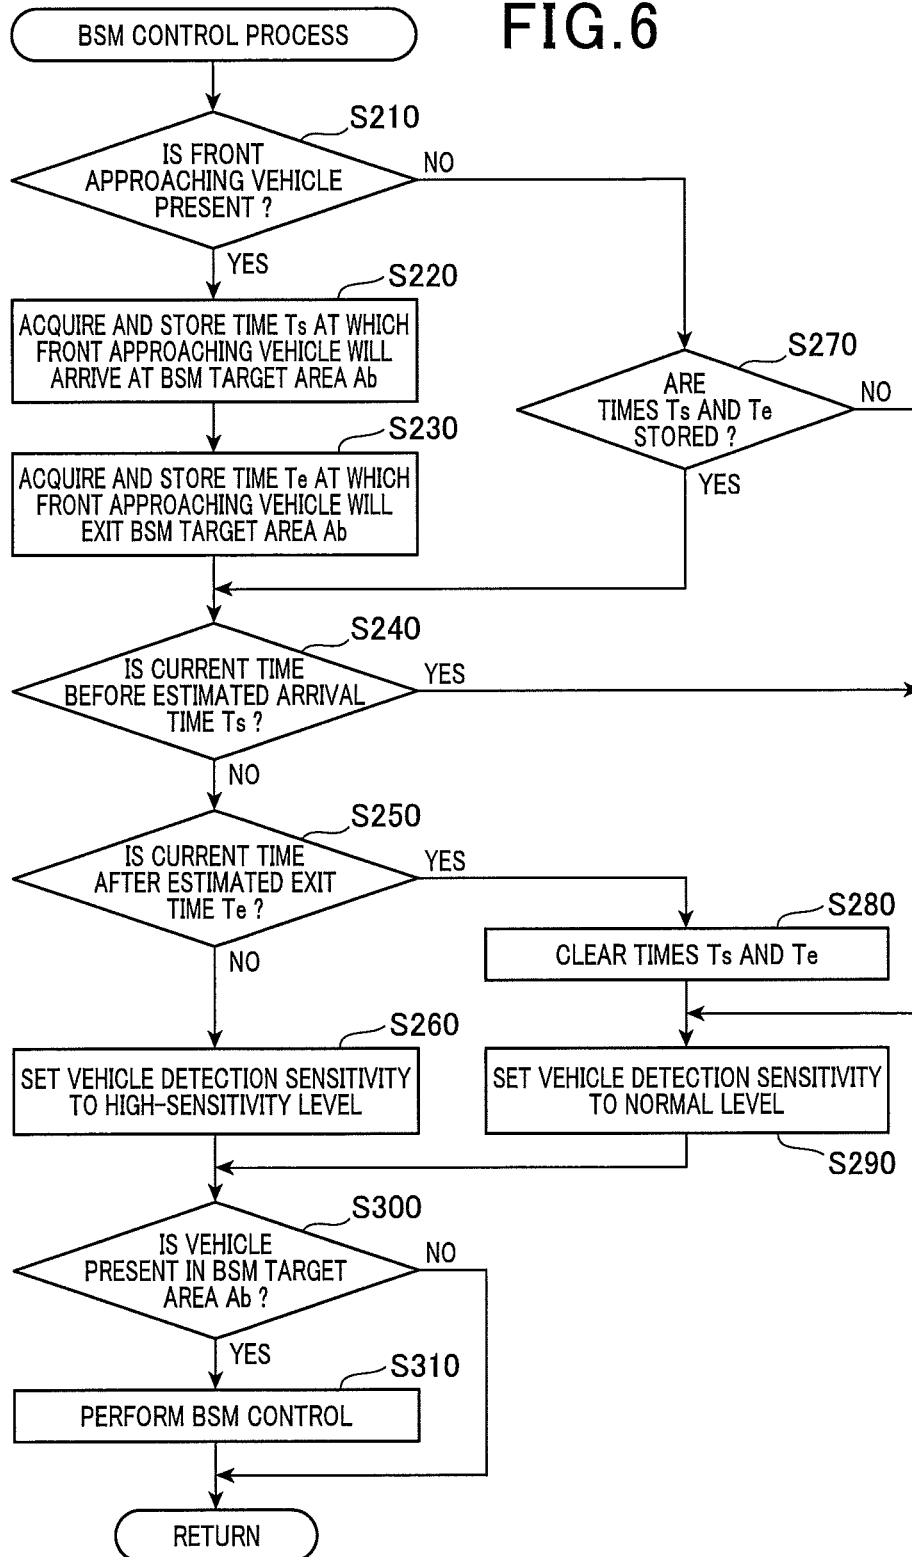 FIG.6
BSM CONTROL PROCESS
S210
IS FRONT
APPROACHING VEHICLE
PRESENT ?
NO
YES
S220
ACQUIRE AND STORE TIME Ts AT WHICH
FRONT APPROACHING VEHICLE WILL
ARRIVE AT BSM TARGET AREA Ab
S270
ARE
TIMES Ts AND Te
STORED ?
NO
YES
S230
ACQUIRE AND STORE TIME Te AT WHICH
FRONT APPROACHING VEHICLE WILL
EXIT BSM TARGET AREA Ab
S240
IS CURRENT TIME
BEFORE ESTIMATED ARRIVAL
TIME Ts ?
YES
NO
S250
IS CURRENT TIME
AFTER ESTIMATED EXIT
TIME Te ?
YES
NO
S280
CLEAR TIMES Ts AND Te
S260
SET VEHICLE DETECTION SENSITIVITY
TO HIGH-SENSITIVITY LEVEL
SET VEHICLE DETECTION SENSITIVITY
TO NORMAL LEVEL
S290
S300
IS VEHICLE
PRESENT IN BSM TARGET
AREA Ab ?
NO
YES
S310
PERFORM BSM CONTROL
RETURN